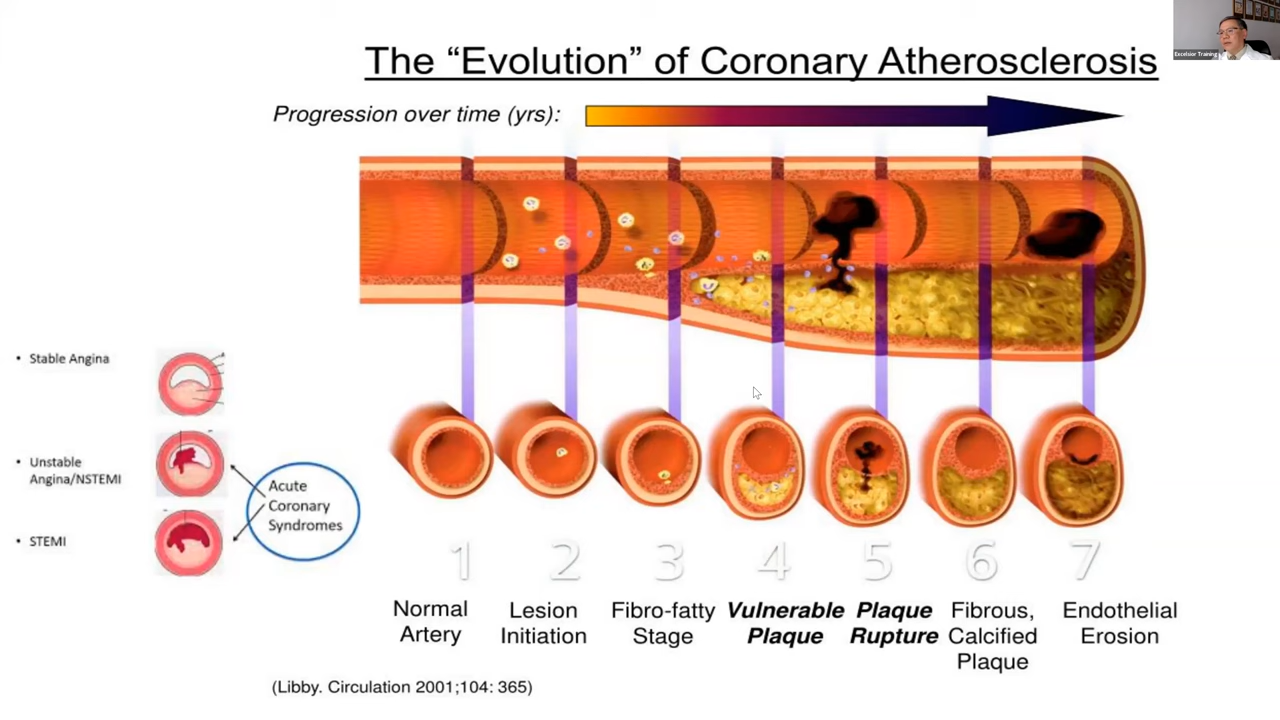 Excelsior Training
The “Evolution” of Coronary Atherosclerosis
Progression over time (yrs):
• Stable Angina
• Unstable
Angina/NSTEMI
• STEMI
Acute
Coronary
Syndromes
1 2 3 4 5 6 7
Normal
Artery
Lesion
Initiation
Fibro-fatty
Stage
Vulnerable
Plaque
Plaque
Rupture
Fibrous,
Calcified
Plaque
Endothelial
Erosion
(Libby. Circulation 2001;104: 365)